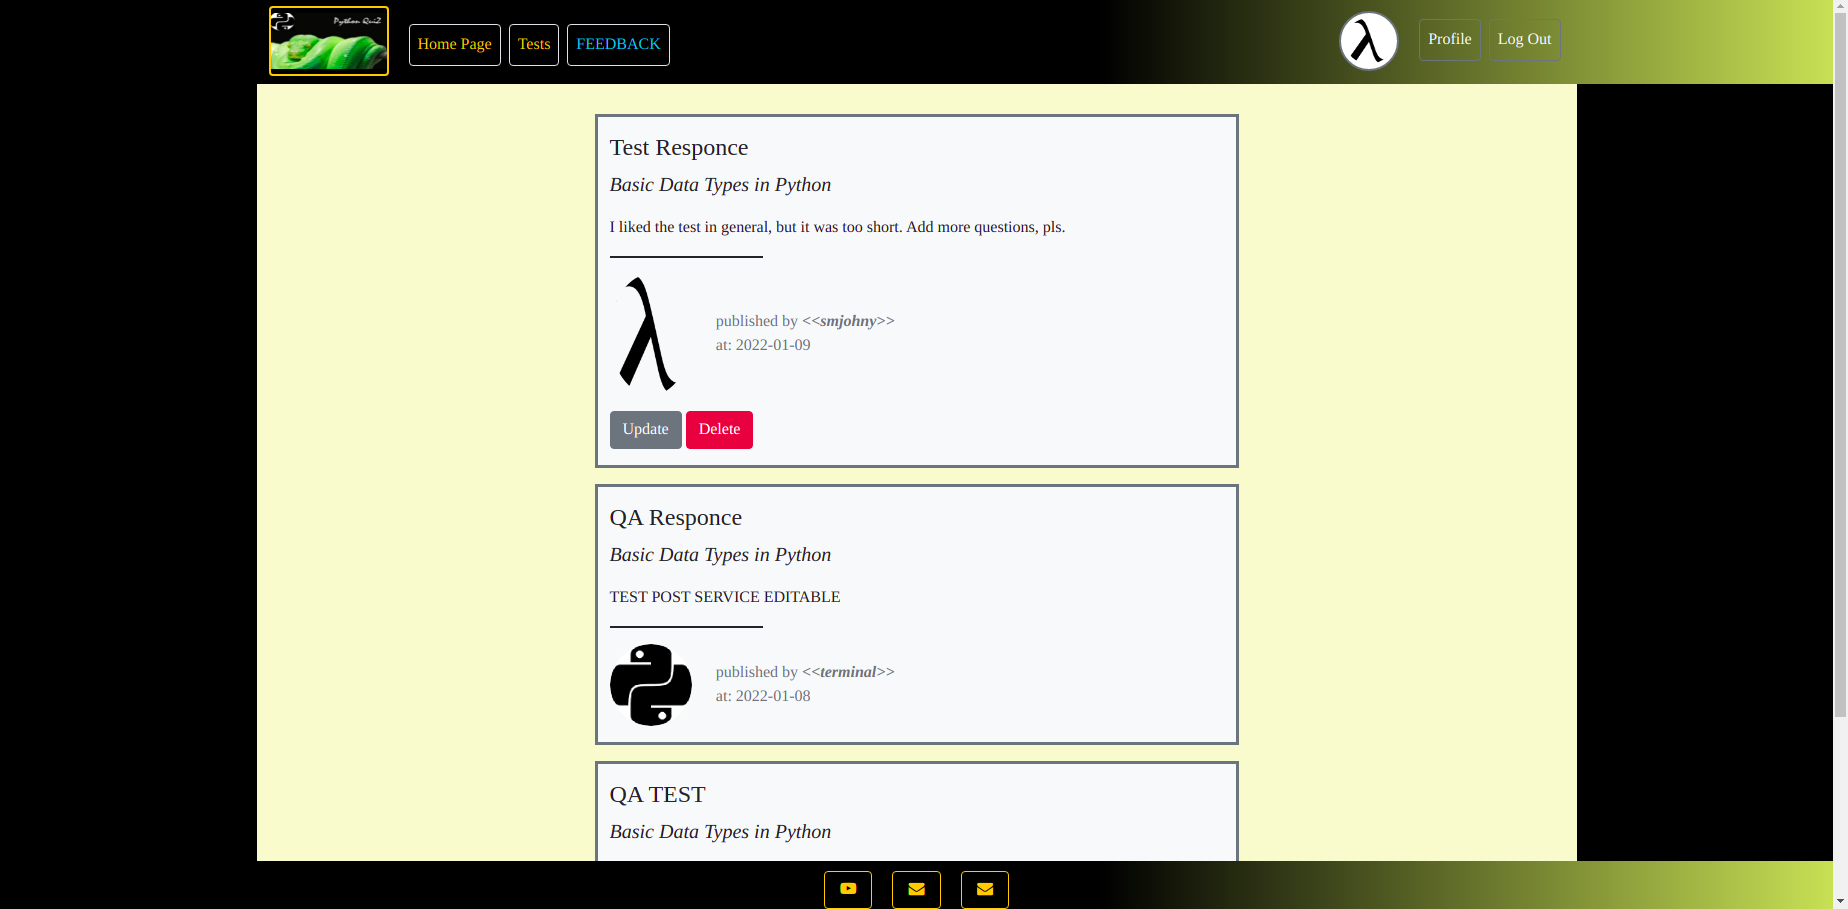 Python QuiZ
Home Page
Tests
FEEDBACK
λ
Profile
Log Out
Test Responce
Basic Data Types in Python
I liked the test in general, but it was too short. Add more questions, pls.
λ
published by <<smjohny>>
at: 2022-01-09
Update
Delete
QA Responce
Basic Data Types in Python
TEST POST SERVICE EDITABLE
published by <<terminal>>
at: 2022-01-08
QA TEST
Basic Data Types in Python